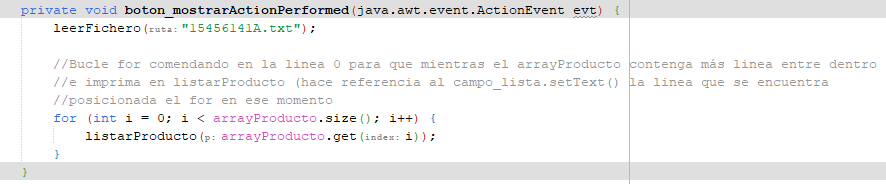 private void boton_mostrarActionPerformed(java.awt.event.ActionEvent evt) {
leerFichero(ruta: "15456141A.txt");
//Bucle for comendando en la linea 0 para que mientras el arrayProducto contenga más linea entre dentro
//e imprima en listarProducto (hace referencia al campo_lista.setText() la linea que se encuentra
//posicionada el for en ese momento
for (int i = 0; i < arrayProducto.size(); i++) {
listarProducto(p: arrayProducto.get(index: i));
}
}